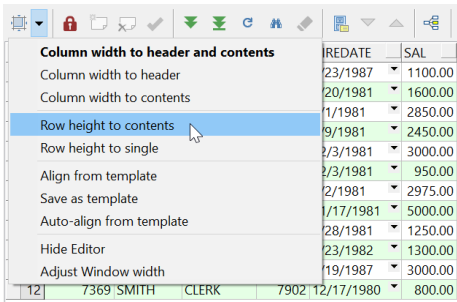 Column width to header and contents
Column width to header
Column width to contents
Row height to contents
Row height to single
Align from template
Save as template
Auto-align from template
Hide Editor
Adjust Window width
IREDATE SAL
/23/1987 1100.00
/20/1981 1600.00
/1/1981 2850.00
/9/1981 2450.00
2/3/1981 3000.00
2/3/1981 950.00
/2/1981 2975.00
1/17/1981 5000.00
/28/1981 1250.00
/23/1982 1300.00
/19/1987 3000.00
12 7369 SMITH CLERK 7902 12/17/1980 800.00